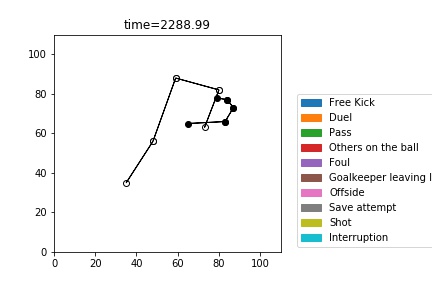 time=2288.99
100
80
60
40
20
0
0 20 40 60 80 100
Free Kick
Duel
Pass
Others on the ball
Foul
Goalkeeper leaving l
Offside
Save attempt
Shot
Interruption